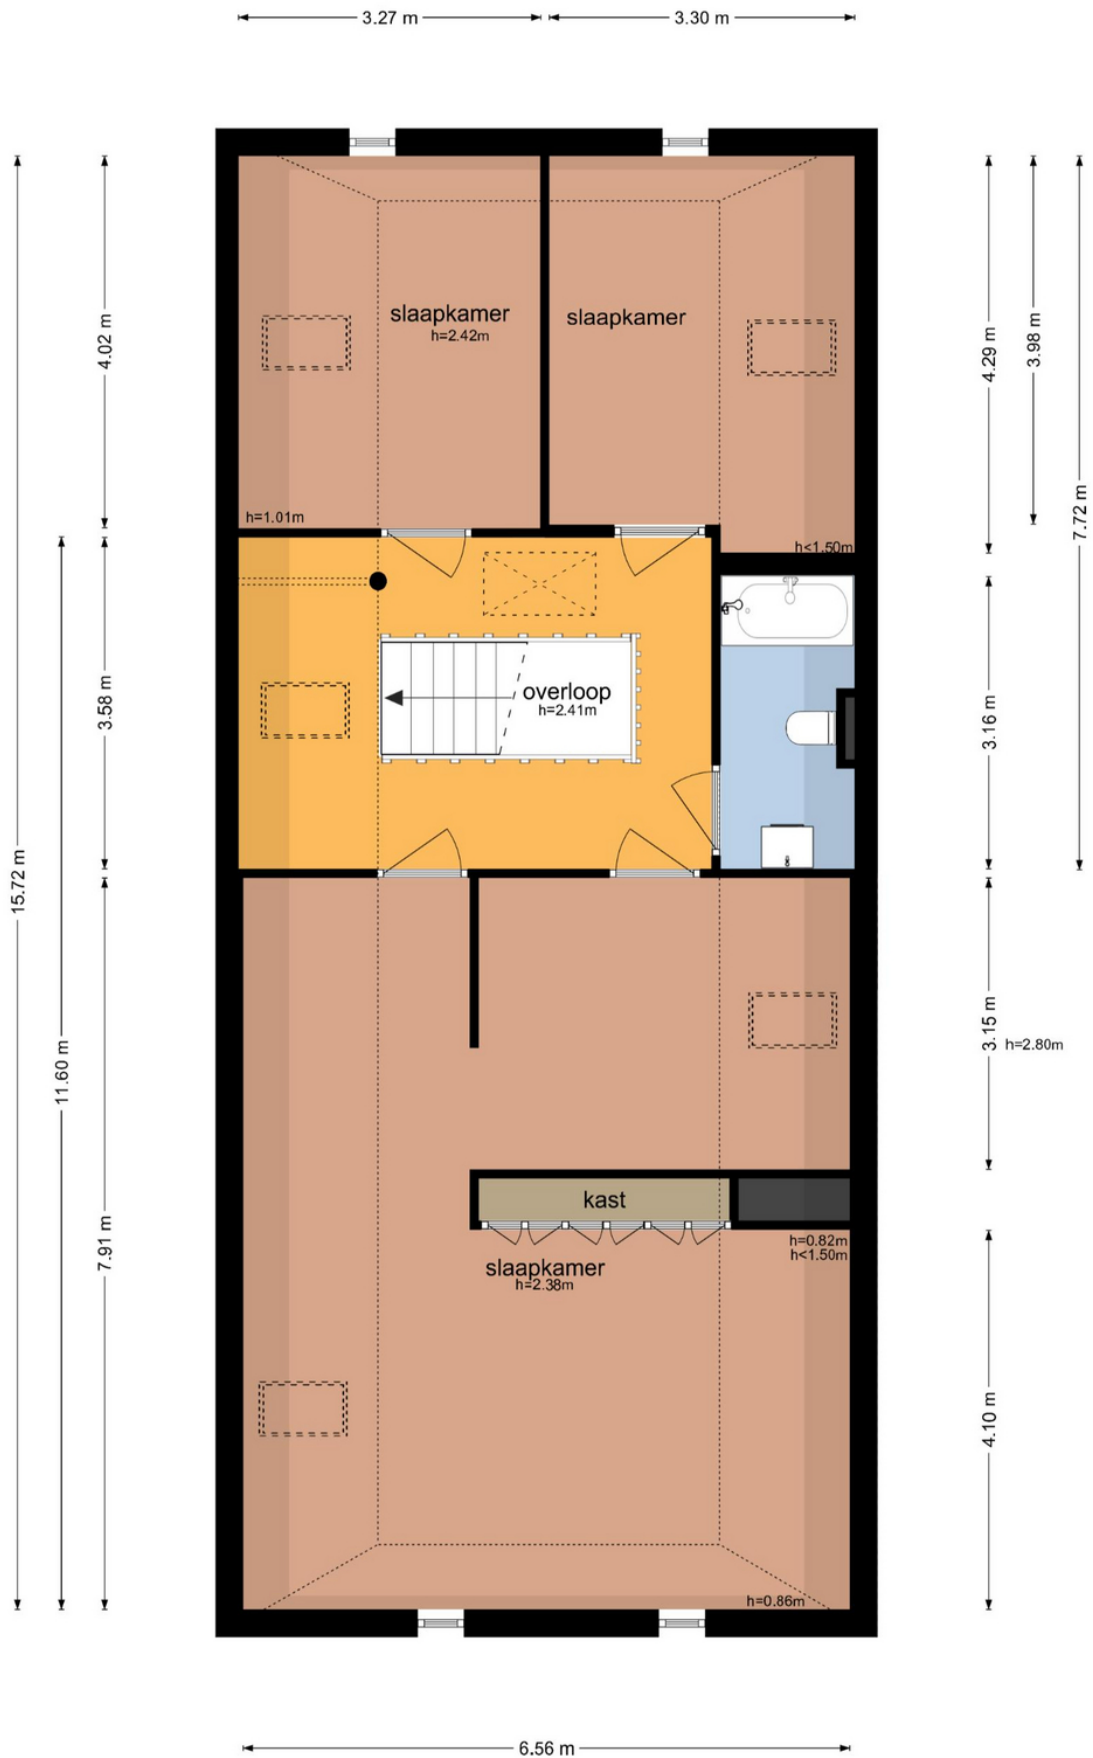 3.27 m
3.30 m
4.02 m
4.29 m
3.98 m
7.72 m
slaapkamer
h=2.42m
slaapkamer
h=1.01m
h<1.50m
3.58 m
3.16 m
overloop
h=2.41m
15.72 m
11.60 m
3.15 m
h=2.80m
7.91 m
kast
h=0.82m
h<1.50m
slaapkamer
h=2.38m
4.10 m
h=0.86m
6.56 m